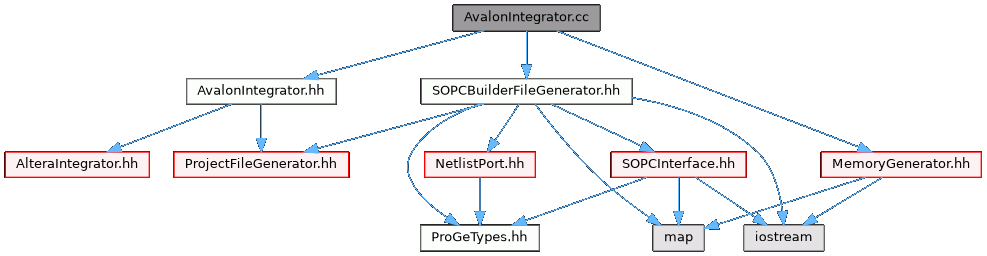 AvalonIntegrator.cc
AvalonIntegrator.hh
SOPCBuilderFileGenerator.hh
AlteraIntegrator.hh
ProjectFileGenerator.hh
NetlistPort.hh
SOPCInterface.hh
MemoryGenerator.hh
ProGeTypes.hh
map
iostream